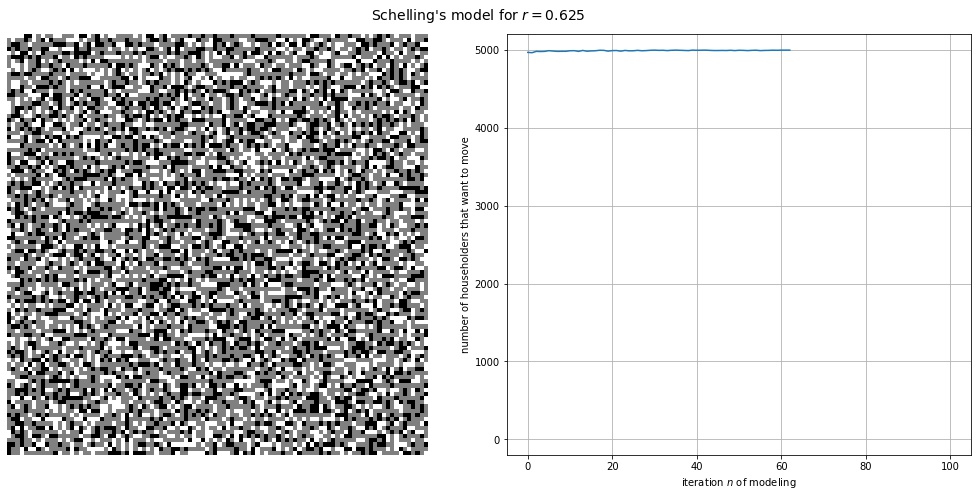 Schelling's model for r = 0.625
5000
4000
3000
2000
1000
0
number of householders that want to move
0 20 40 60 80 100
iteration n of modeling